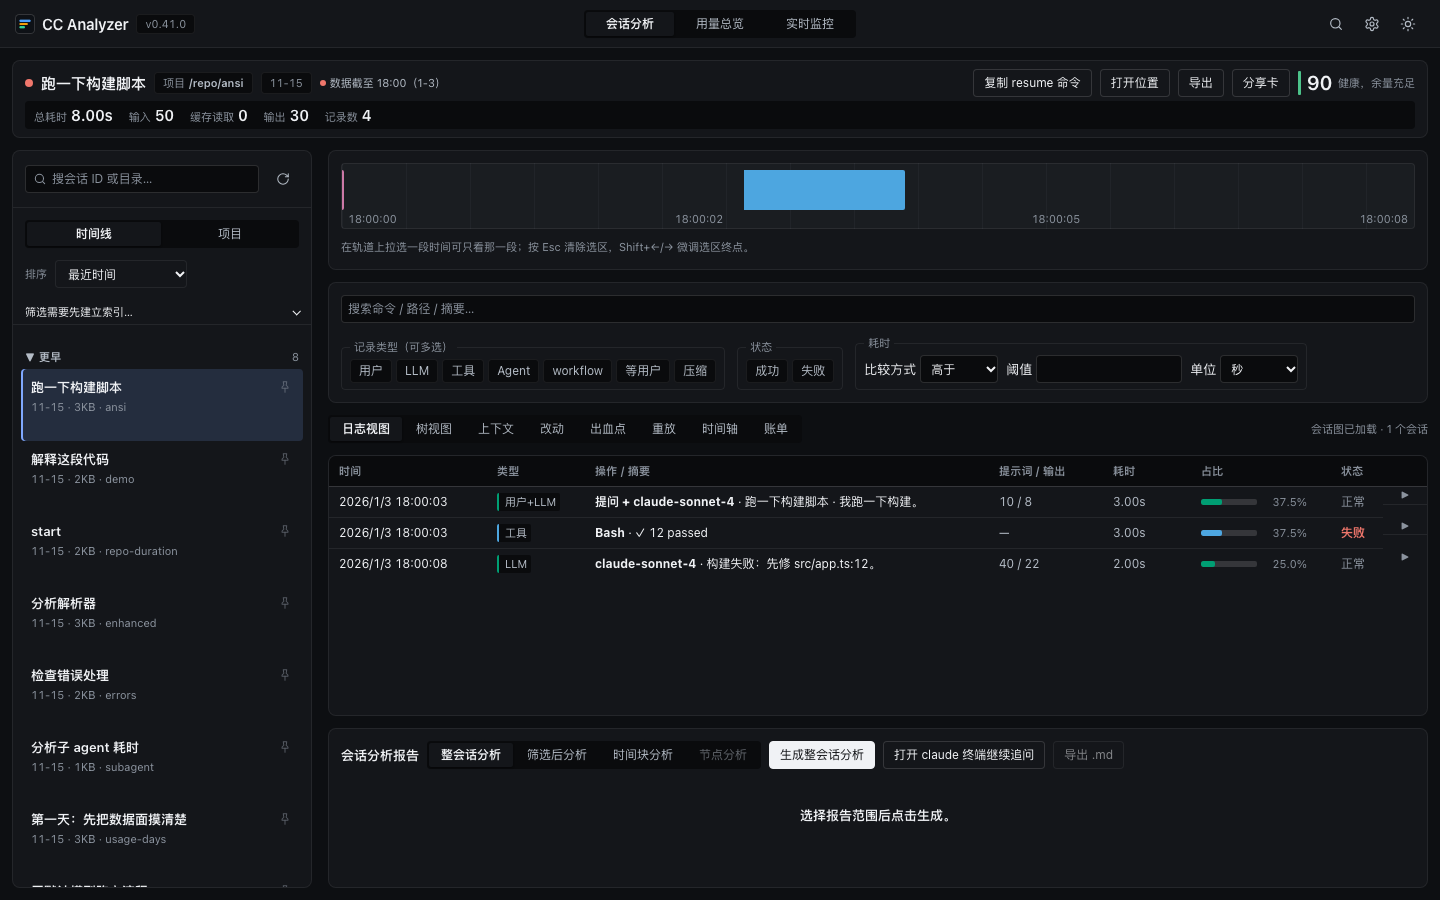 CC Analyzer v0.41.0 会话分析 用量总览 实时监控
跑一下构建脚本 项目 /repo/ansi 11-15 数据截至 18:00 (1-3) 复制 resume 命令 打开位置 导出 分享卡 90 健康，余量充足
总耗时 8.00s 输入 50 缓存读取 0 输出 30 记录数 4
搜会话 ID 或目录...
时间线 项目
排序 最近时间
筛选需要先建立索引...
▼ 更早 8
跑一下构建脚本
11-15 · 3KB · ansi
解释这段代码
11-15 · 2KB · demo
start
11-15 · 2KB · repo-duration
分析解析器
11-15 · 3KB · enhanced
检查错误处理
11-15 · 2KB · errors
分析子 agent 耗时
11-15 · 1KB · subagent
第一天：先把数据面摸清楚
11-15 · 3KB · usage-days
18:00:00 18:00:02 18:00:05 18:00:08
在轨道上拉选一段时间可只看那一段；按 Esc 清除选区，Shift+←/→ 微调选区终点。
搜索命令 / 路径 / 摘要...
记录类型（可多选） 状态 耗时
用户 LLM 工具 Agent workflow 等用户 压缩 成功 失败 比较方式 高于 阈值 单位 秒
日志视图 树视图 上下文 改动 出血点 重放 时间轴 账单 会话图已加载 · 1 个会话
时间 类型 操作 / 摘要 提示词 / 输出 耗时 占比 状态
2026/1/3 18:00:03 用户+LLM 提问 + claude-sonnet-4 · 跑一下构建脚本 · 我跑一下构建。 10 / 8 3.00s 37.5% 正常 ▶
2026/1/3 18:00:03 工具 Bash · ✓ 12 passed — 3.00s 37.5% 失败 ▶
2026/1/3 18:00:08 LLM claude-sonnet-4 · 构建失败：先修 src/app.ts:12。 40 / 22 2.00s 25.0% 正常 ▶
会话分析报告 整会话分析 筛选后分析 时间块分析 节点分析 生成整会话分析 打开 claude 终端继续追问 导出 .md
选择报告范围后点击生成。